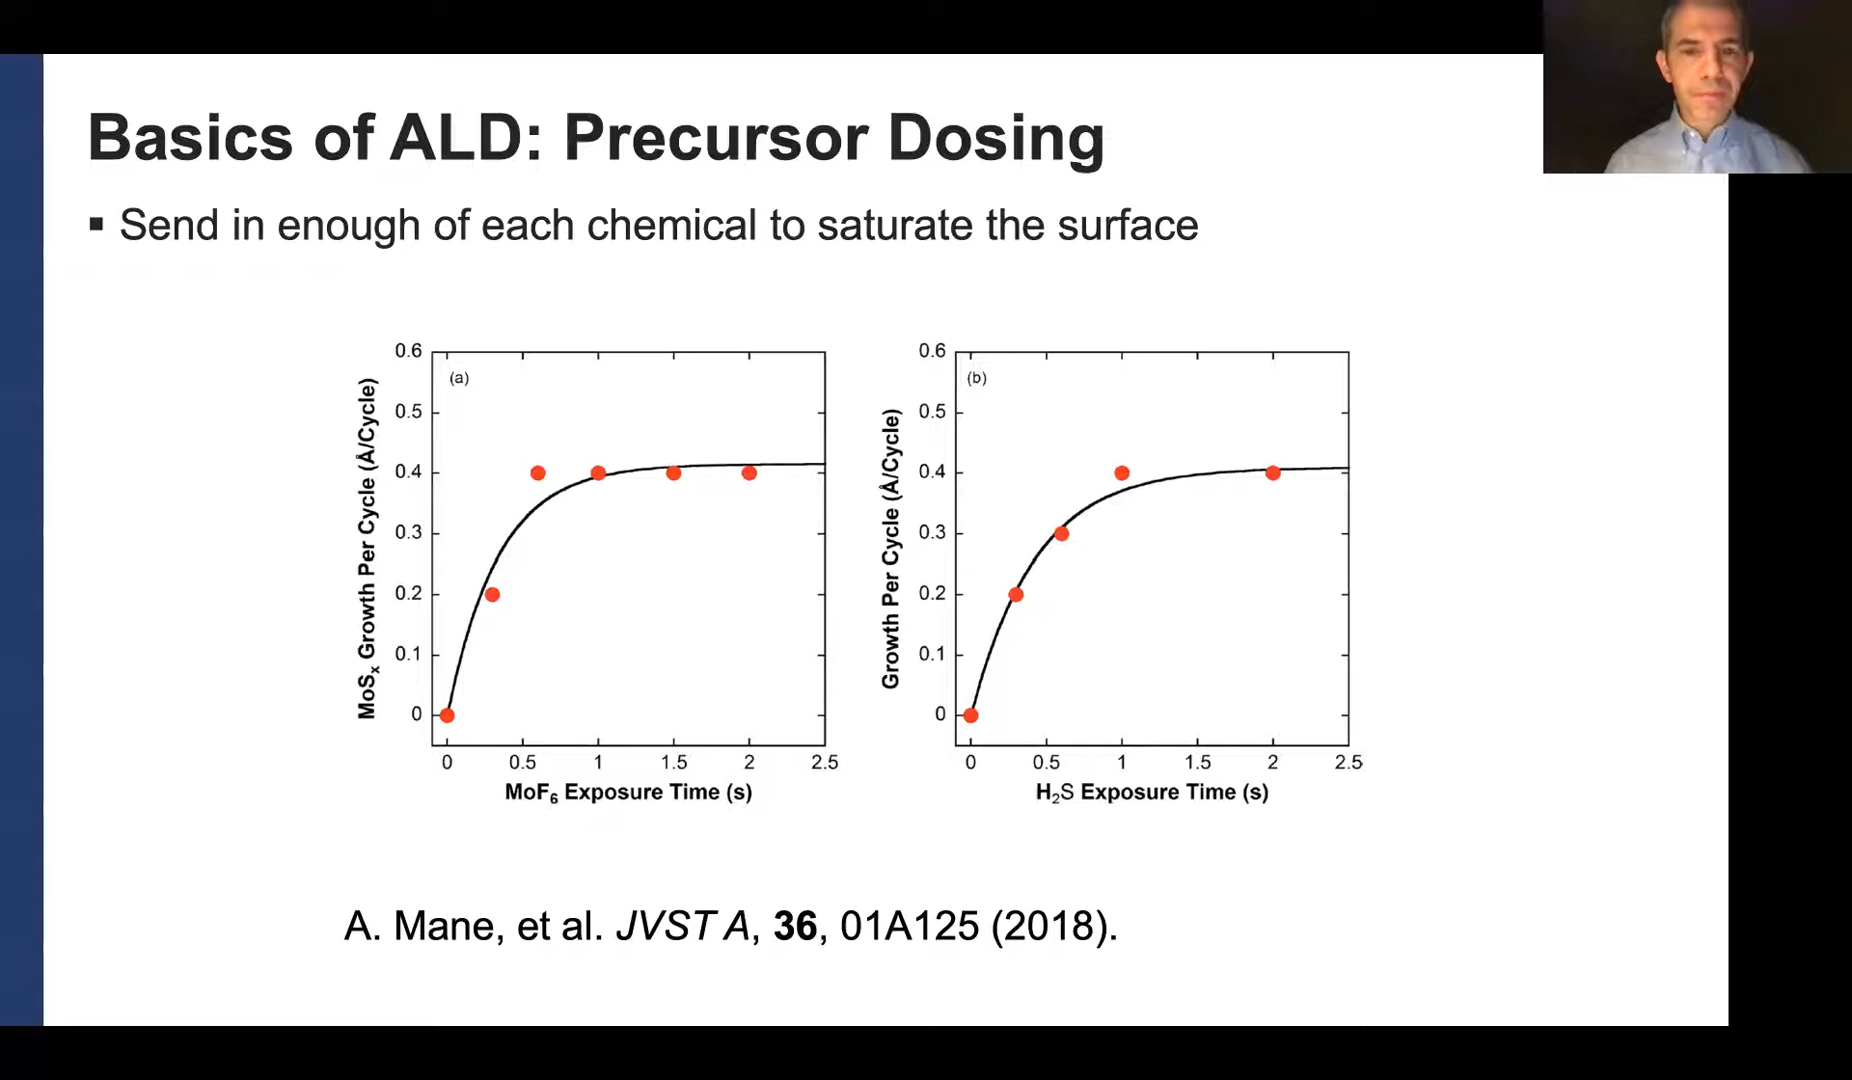 Basics of ALD: Precursor Dosing
▪ Send in enough of each chemical to saturate the surface
(a)
MoSₓ Growth Per Cycle (Å/Cycle)
0.6
0.5
0.4
0.3
0.2
0.1
0
0 0.5 1 1.5 2 2.5
MoF₆ Exposure Time (s)
(b)
Growth Per Cycle (Å/Cycle)
0.6
0.5
0.4
0.3
0.2
0.1
0
0 0.5 1 1.5 2 2.5
H₂S Exposure Time (s)
A. Mane, et al. JVST A, 36, 01A125 (2018).